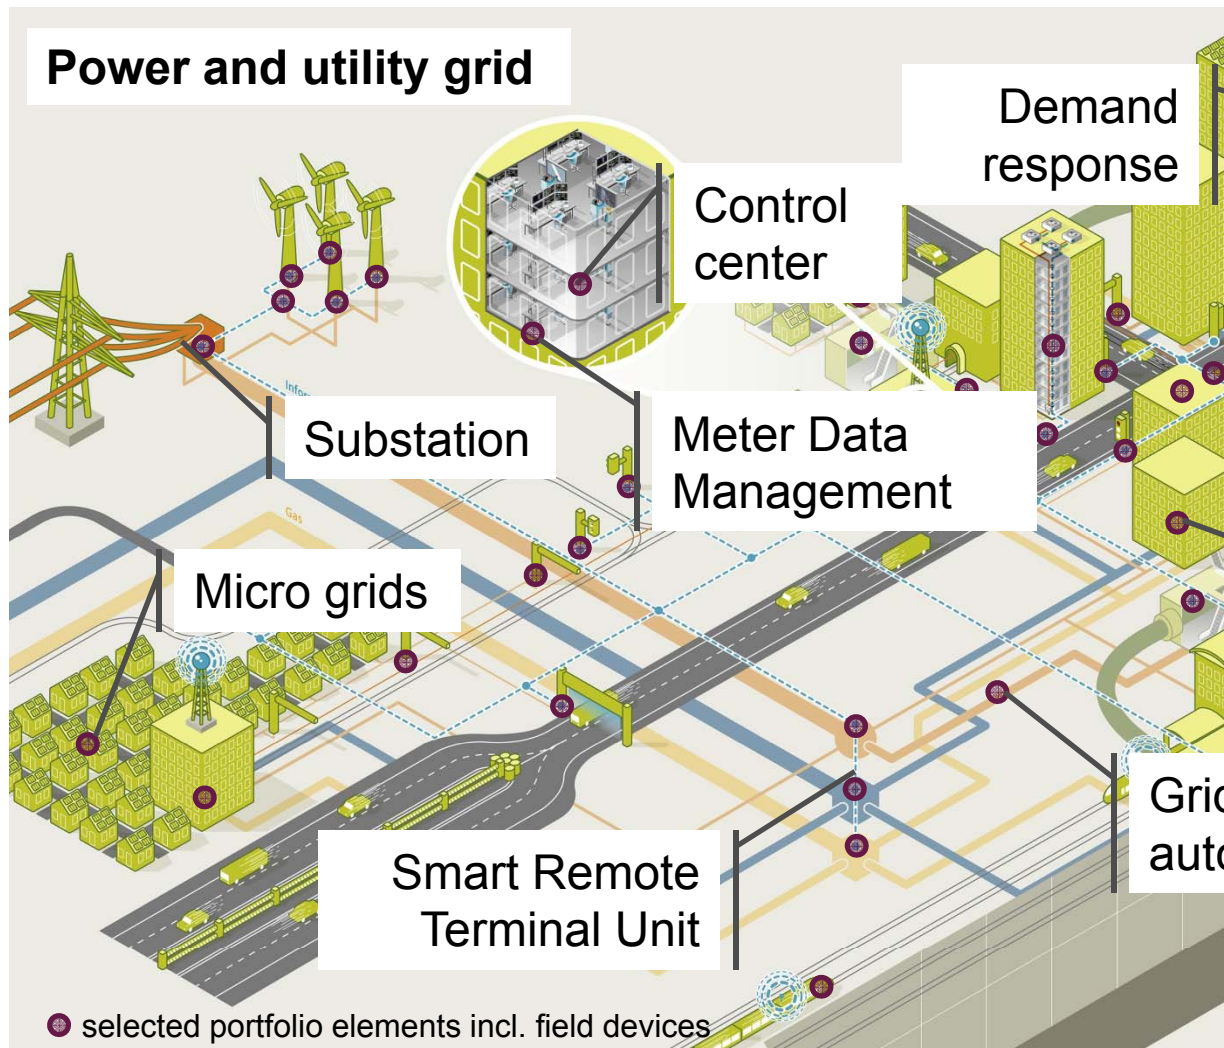 Power and utility grid
Demand
response
Control
center
Substation
Meter Data
Management
Gas
Micro grids
Smart Remote
Terminal Unit
selected portfolio elements incl. field devices